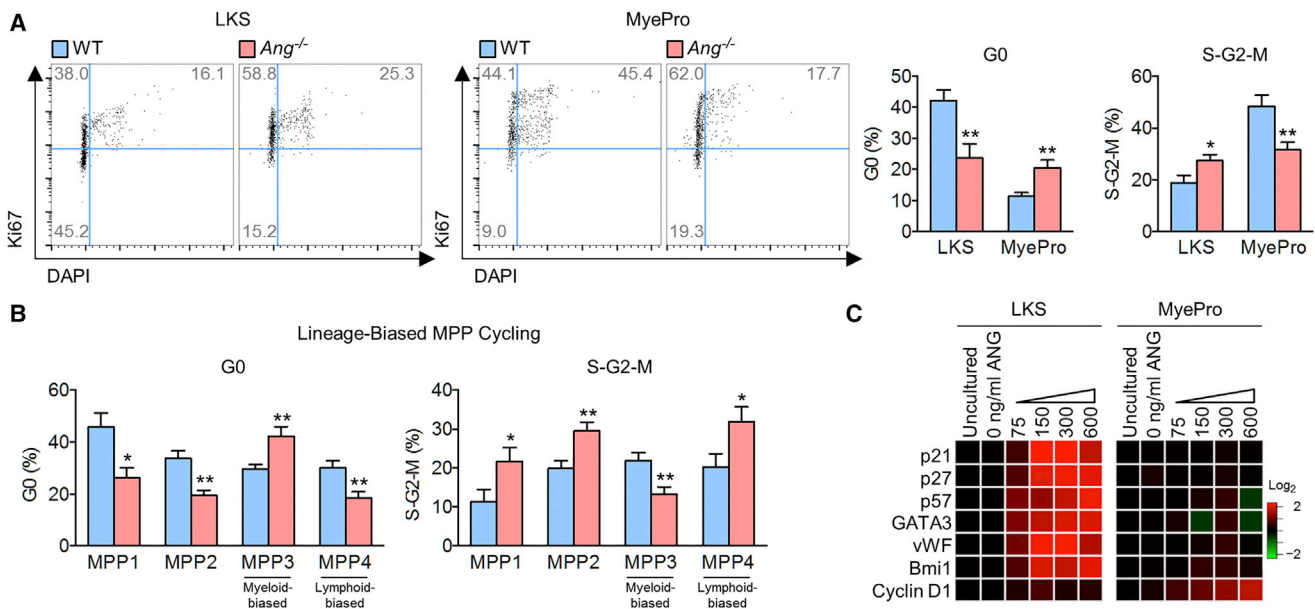 A
LKS
MyePro
WT
Ang-/-
WT
Ang-/-
38.0 16.1
58.8 25.3
44.1 45.4
62.0 17.7
45.2
15.2
9.0
19.3
Ki67
DAPI
Ki67
DAPI
G0
G0 (%)
50
40
30
20
10
0
**
**
LKS MyePro
S-G2-M
S-G2-M (%)
60
40
20
0
*
**
LKS MyePro
B
Lineage-Biased MPP Cycling
G0
G0 (%)
60
40
20
0
*
**
**
**
MPP1 MPP2 MPP3 MPP4
Myeloid-biased
Lymphoid-biased
S-G2-M
S-G2-M (%)
40
30
20
10
0
*
**
**
*
MPP1 MPP2 MPP3 MPP4
Myeloid-biased
Lymphoid-biased
C
LKS
MyePro
Uncultured
0 ng/ml ANG
75
150
300
600
Uncultured
0 ng/ml ANG
75
150
300
600
p21
p27
p57
GATA3
vWF
Bmi1
Cyclin D1
Log2
2
−2